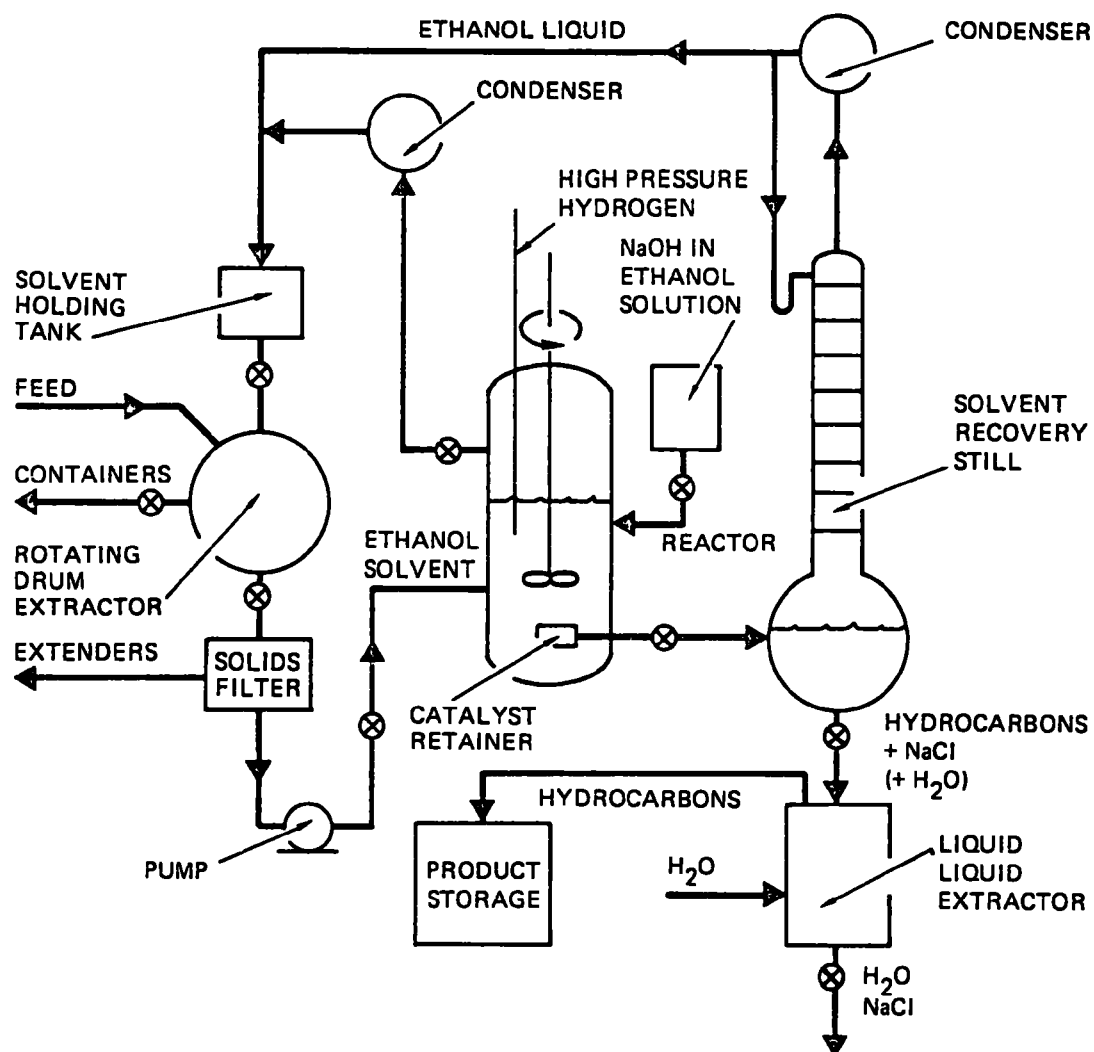 ETHANOL LIQUID
CONDENSER
CONDENSER
HIGH PRESSURE
HYDROGEN
NaOH IN
ETHANOL
SOLUTION
SOLVENT
HOLDING
TANK
FEED
CONTAINERS
ROTATING
DRUM
EXTRACTOR
EXTENDERS
SOLIDS
FILTER
ETHANOL
SOLVENT
REACTOR
SOLVENT
RECOVERY
STILL
CATALYST
RETAINER
HYDROCARBONS
+ NaCl
(+ H₂O)
HYDROCARBONS
PUMP
PRODUCT
STORAGE
H₂O
LIQUID
LIQUID
EXTRACTOR
H₂O
NaCl